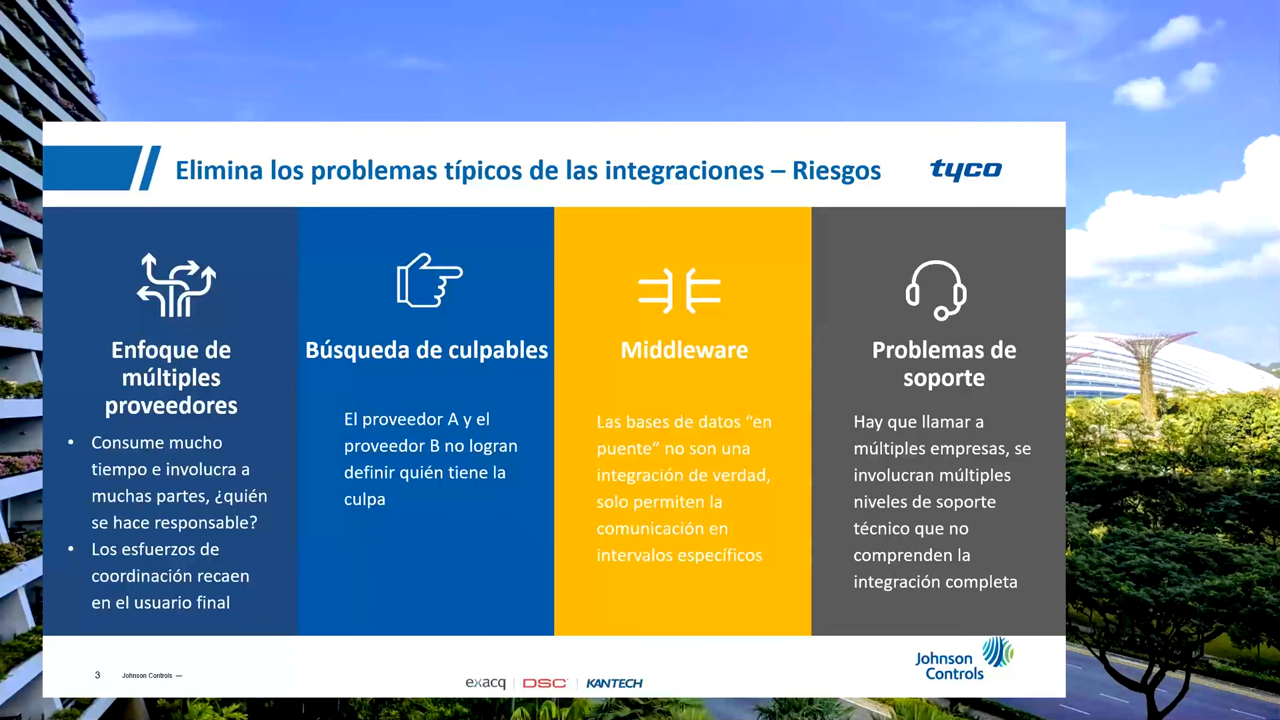 Elimina los problemas típicos de las integraciones – Riesgos
tyco
Enfoque de
múltiples
proveedores
• Consume mucho
tiempo e involucra a
muchas partes, ¿quién
se hace responsable?
• Los esfuerzos de
coordinación recaen
en el usuario final
Búsqueda de culpables
El proveedor A y el
proveedor B no logran
definir quién tiene la
culpa
Middleware
Las bases de datos “en
puente” no son una
integración de verdad,
solo permiten la
comunicación en
intervalos específicos
Problemas de
soporte
Hay que llamar a
múltiples empresas, se
involucran múltiples
niveles de soporte
técnico que no
comprenden la
integración completa
3 Johnson Controls —
exacq | DSC | KANTECH
Johnson
Controls